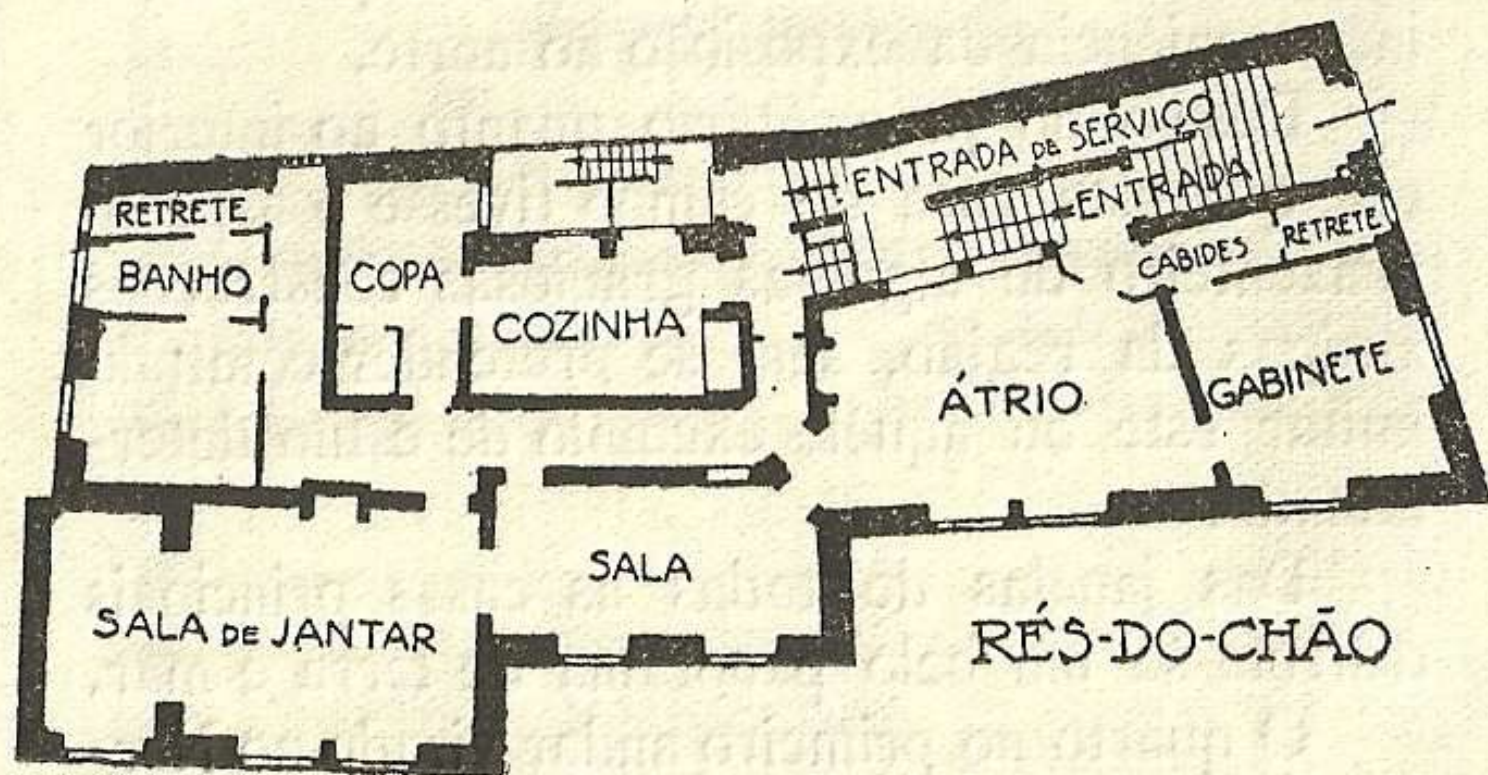 ENTRADA DE SERVIÇO
ENTRADA
RETRETE
BANHO
COPA
COZINHA
CABIDES
RETRETE
ÁTRIO
GABINETE
SALA
SALA DE JANTAR
RÉS-DO-CHÃO